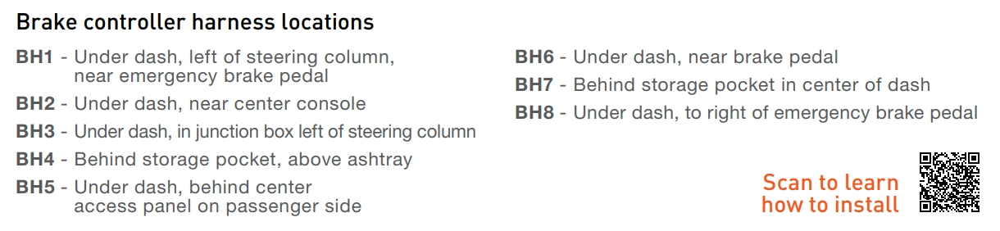 Brake controller harness locations
BH1 - Under dash, left of steering column,
near emergency brake pedal
BH2 - Under dash, near center console
BH3 - Under dash, in junction box left of steering column
BH4 - Behind storage pocket, above ashtray
BH5 - Under dash, behind center
access panel on passenger side
BH6 - Under dash, near brake pedal
BH7 - Behind storage pocket in center of dash
BH8 - Under dash, to right of emergency brake pedal
Scan to learn
how to install